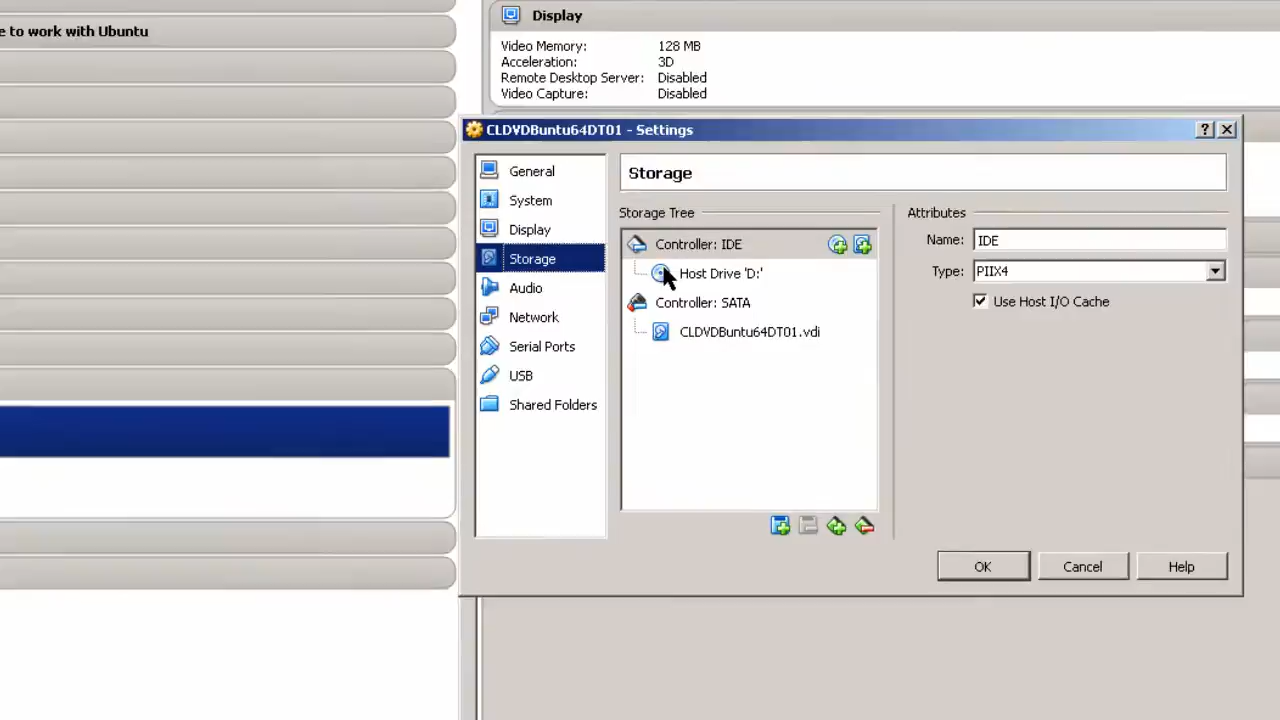 e to work with Ubuntu
Display
Video Memory: 128 MB
Acceleration: 3D
Remote Desktop Server: Disabled
Video Capture: Disabled
CLDVDBuntu64DT01 - Settings
General
System
Display
Storage
Audio
Network
Serial Ports
USB
Shared Folders
Storage
Storage Tree
Controller: IDE
Host Drive 'D:'
Controller: SATA
CLDVDBuntu64DT01.vdi
Attributes
Name: IDE
Type: PIIX4
Use Host I/O Cache
OK Cancel Help